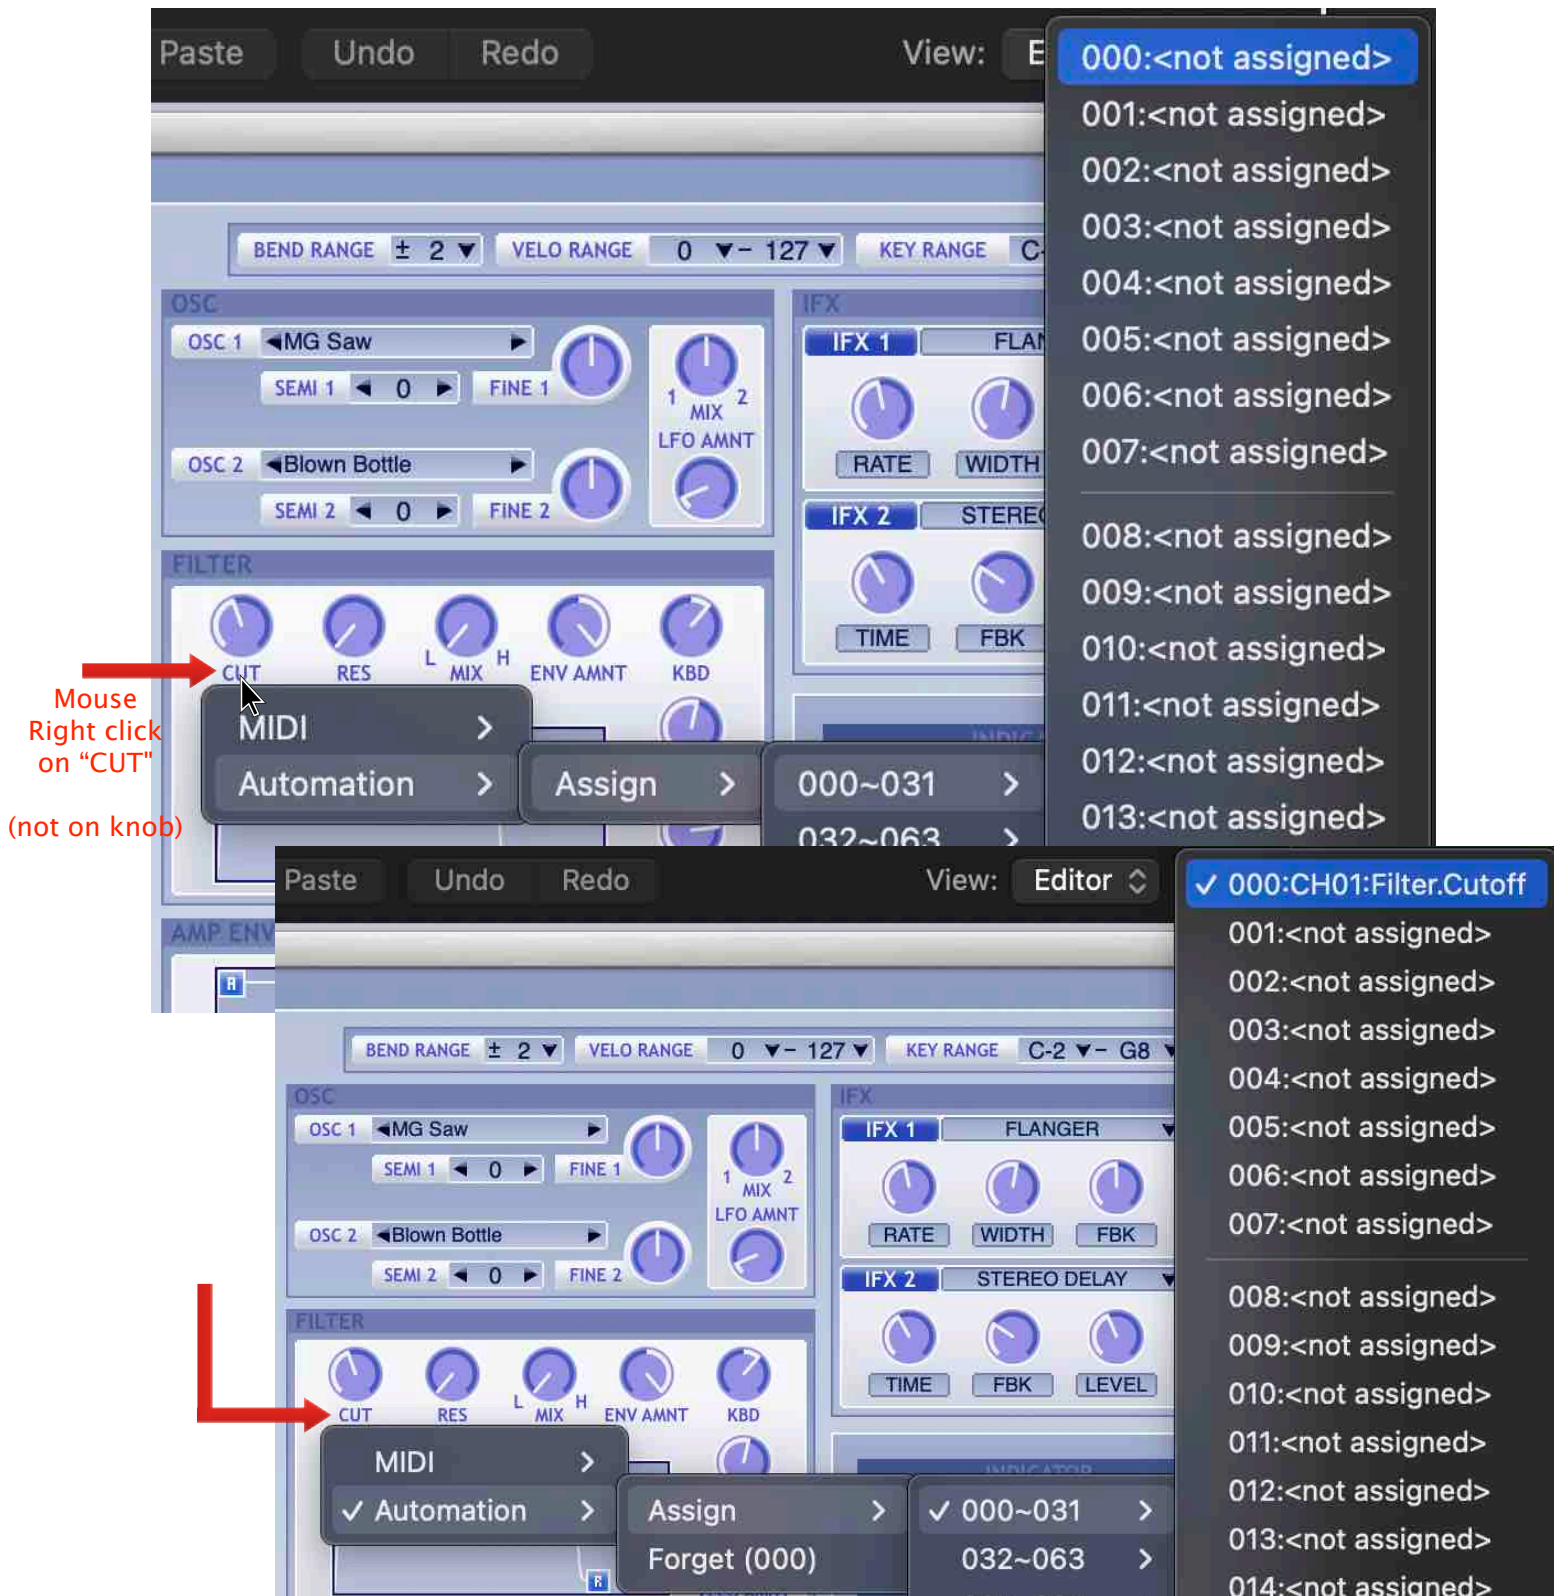 Paste Undo Redo View: E
000:<not assigned>
001:<not assigned>
002:<not assigned>
003:<not assigned>
004:<not assigned>
005:<not assigned>
006:<not assigned>
007:<not assigned>
008:<not assigned>
009:<not assigned>
010:<not assigned>
011:<not assigned>
012:<not assigned>
013:<not assigned>
BEND RANGE ± 2 ▼ VELO RANGE 0 ▼ – 127 ▼ KEY RANGE C-
OSC
OSC 1 ◀MG Saw ▶
SEMI 1 ◀ 0 ▶ FINE 1
1 MIX 2
LFO AMNT
OSC 2 ◀Blown Bottle ▶
SEMI 2 ◀ 0 ▶ FINE 2
IFX
IFX 1 FLAN
RATE WIDTH
IFX 2 STEREO
TIME FBK
FILTER
CUT RES L MIX H ENV AMNT KBD
Mouse
Right click
on “CUT"
(not on knob)
MIDI >
Automation > Assign > 000~031 >
032~063 >
AMP ENV
A
Paste Undo Redo View: Editor
✓ 000:CH01:Filter.Cutoff
001:<not assigned>
002:<not assigned>
003:<not assigned>
004:<not assigned>
005:<not assigned>
006:<not assigned>
007:<not assigned>
008:<not assigned>
009:<not assigned>
010:<not assigned>
011:<not assigned>
012:<not assigned>
013:<not assigned>
014:<not assigned>
BEND RANGE ± 2 ▼ VELO RANGE 0 ▼ – 127 ▼ KEY RANGE C-2 ▼ – G8 ▼
OSC
OSC 1 ◀MG Saw ▶
SEMI 1 ◀ 0 ▶ FINE 1
1 MIX 2
LFO AMNT
OSC 2 ◀Blown Bottle ▶
SEMI 2 ◀ 0 ▶ FINE 2
IFX
IFX 1 FLANGER ▼
RATE WIDTH FBK
IFX 2 STEREO DELAY ▼
TIME FBK LEVEL
FILTER
CUT RES L MIX H ENV AMNT KBD
INDICATOR
MIDI >
✓ Automation > Assign > ✓ 000~031 >
Forget (000) 032~063 >
R